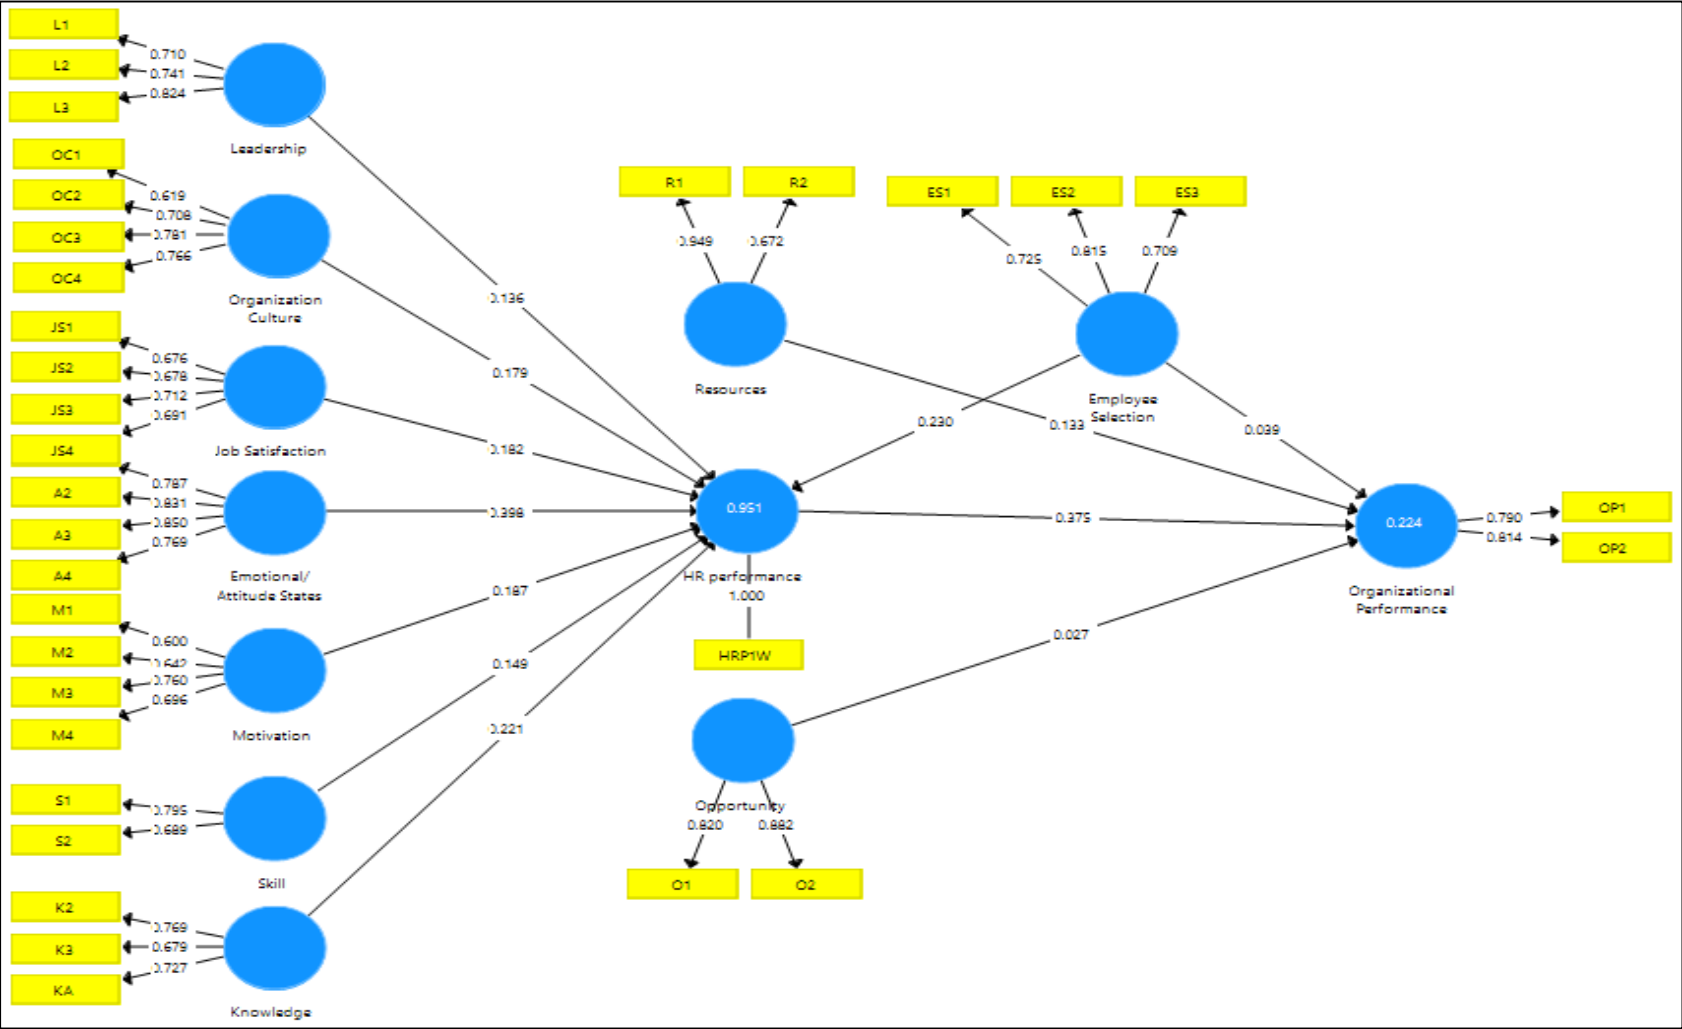 L1
0.710
L2
0.741
0.824
L3
Leadership
OC1
0.619
OC2
0.708
OC3
0.781
0.766
OC4
Organization
Culture
JS1
0.676
JS2
0.678
0.712
JS3
0.691
JS4
Job Satisfaction
0.787
A2
0.831
0.850
A3
0.769
A4
Emotional/
Attitude States
M1
0.600
M2
0.642
0.760
M3
0.696
M4
Motivation
S1
0.795
0.689
S2
Skill
K2
0.769
K3
0.679
0.727
KA
Knowledge
0.136
0.179
0.182
0.398
0.187
0.149
0.221
R1
R2
0.949
0.672
Resources
ES1
ES2
ES3
0.725
0.815
0.709
Employee
Selection
0.230
0.133
0.039
0.951
HR performance
1.000
HRP1W
0.375
0.027
Opportunity
0.820
0.882
O1
O2
0.224
Organizational
Performance
0.790
OP1
0.814
OP2